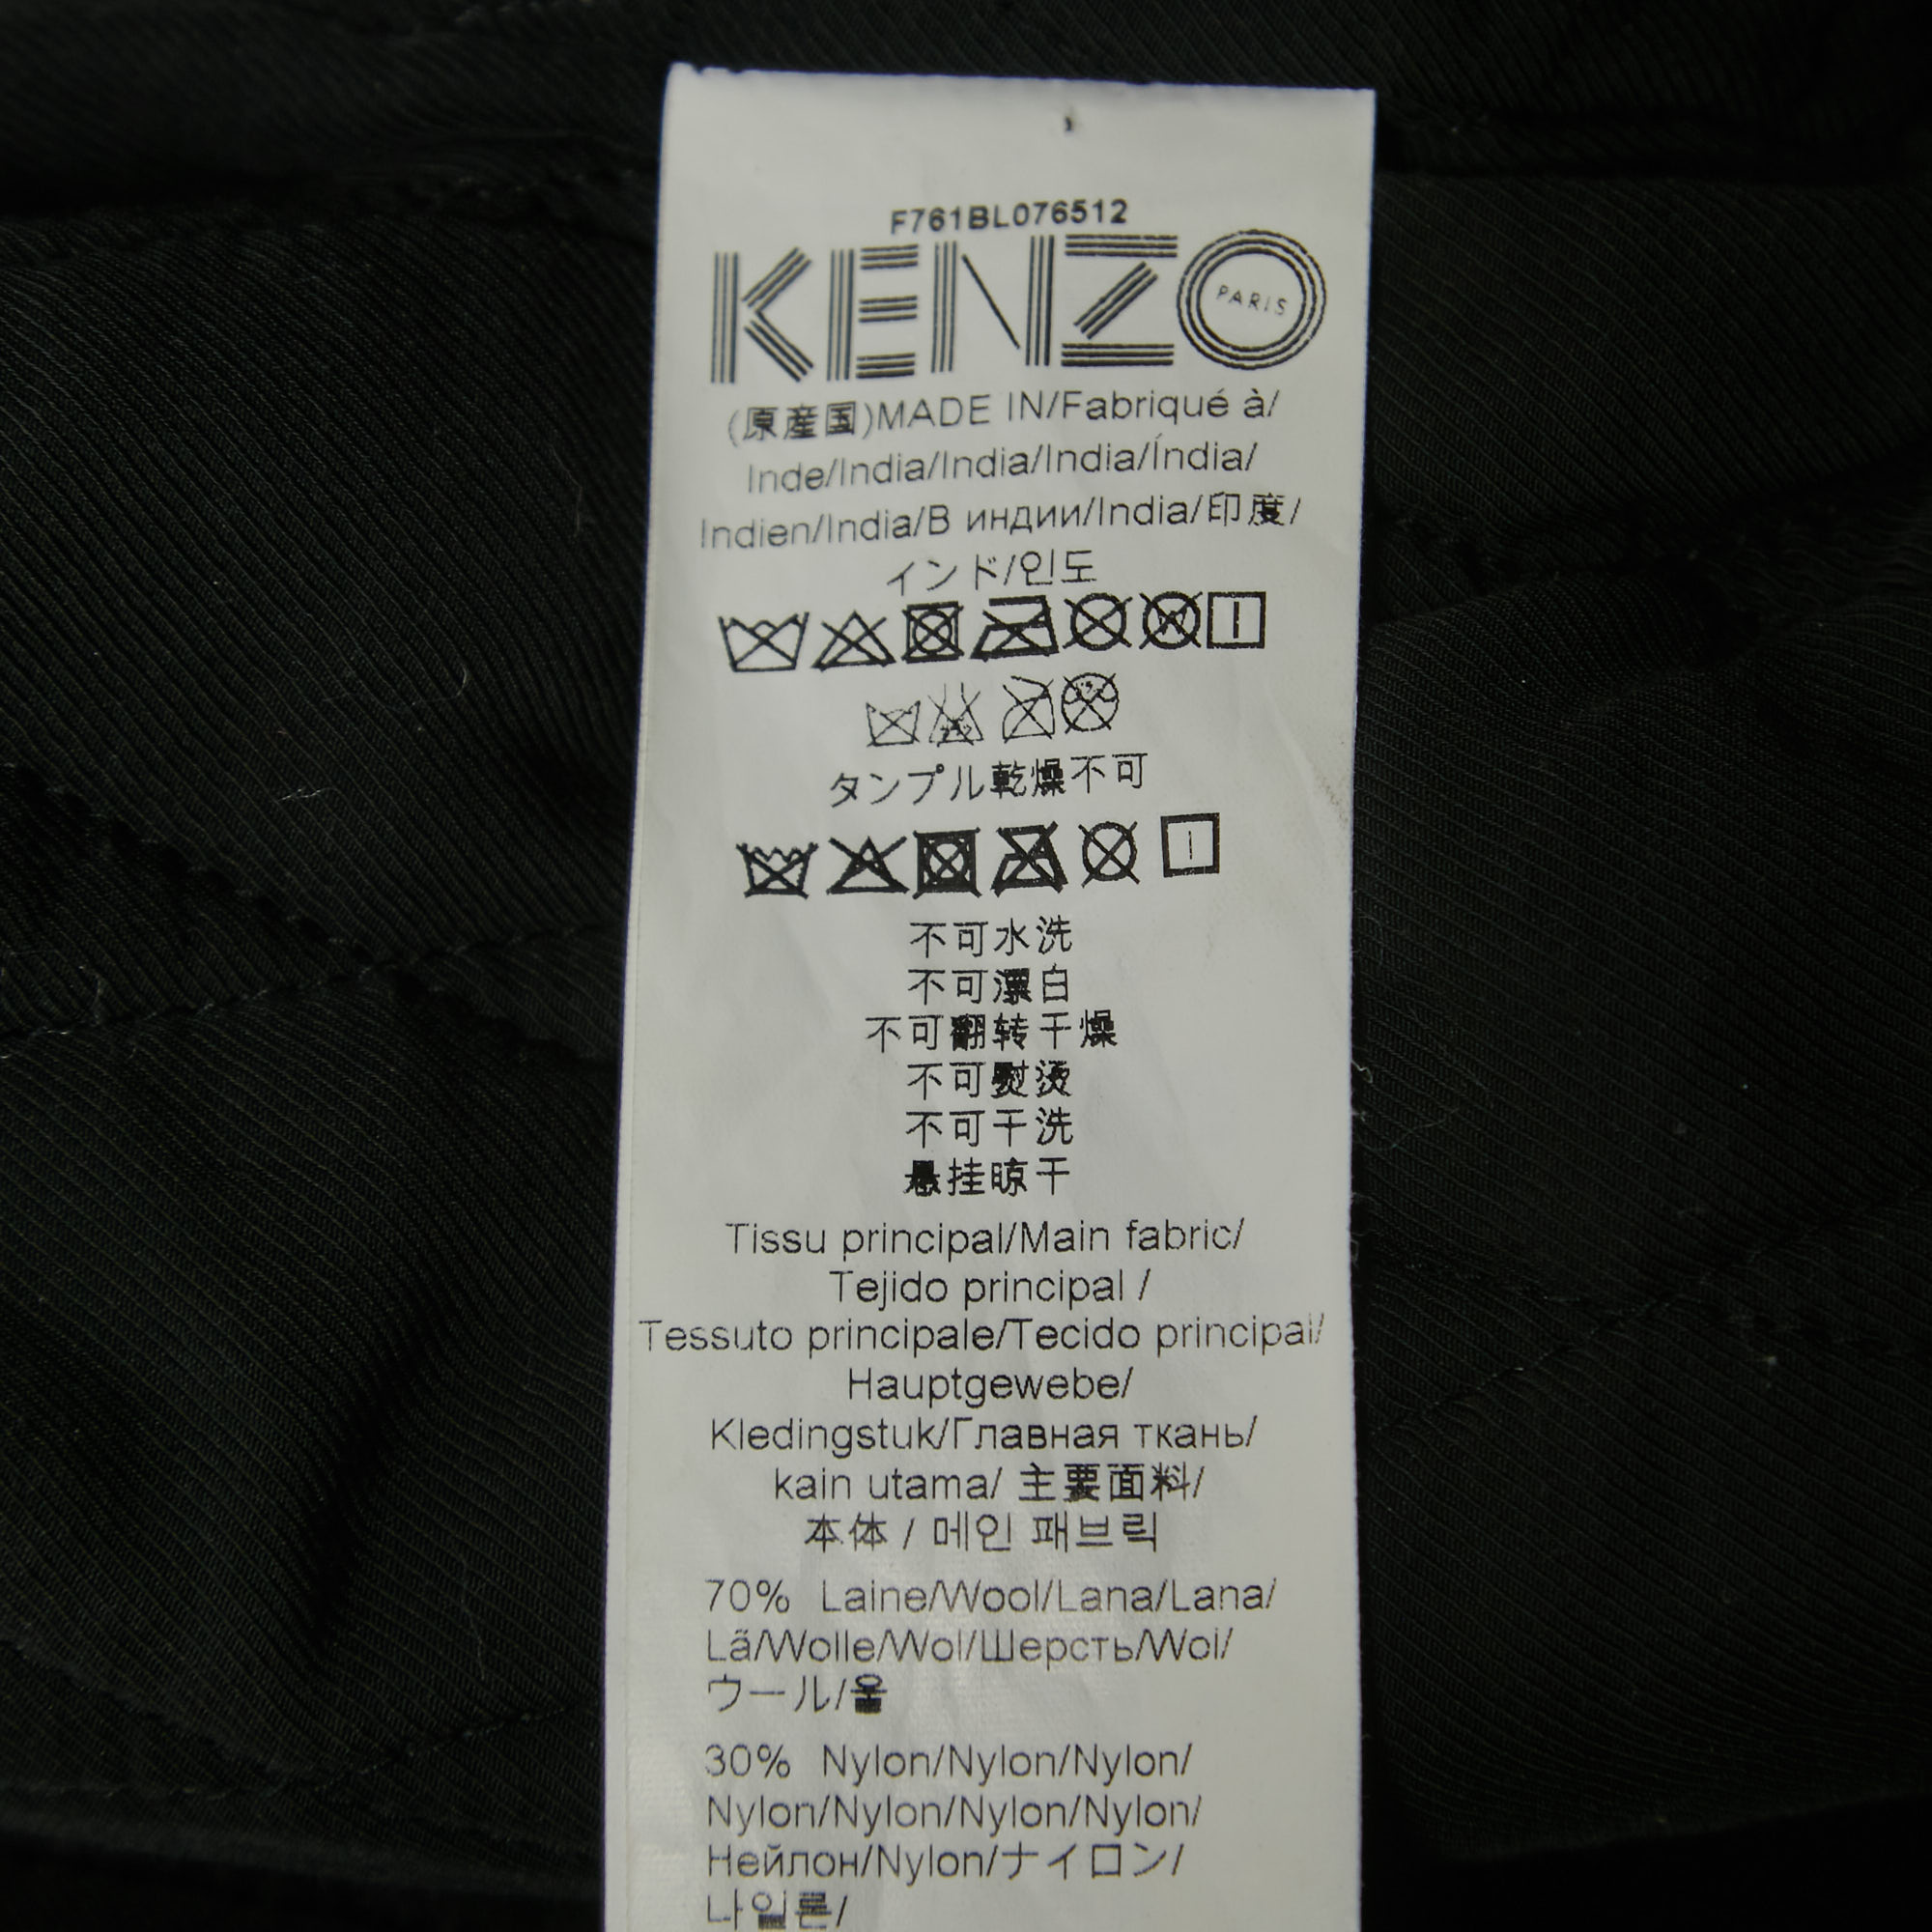 F761BL076512
KENZO
PARIS
(原産国)MADE IN/Fabriqué à/
Inde/India/India/India/Índia/
Indien/India/В индии/India/印度/
インド/인도
タンプル乾燥不可
不可水洗
不可漂白
不可翻转干燥
不可熨烫
不可干洗
悬挂晾干
Tissu principal/Main fabric/
Tejido principal /
Tessuto principale/Tecido principal/
Hauptgewebe/
Kledingstuk/Главная ткань/
kain utama/ 主要面料/
本体 / 메인 패브릭
70% Laine/Wool/Lana/Lana/
Lã/Wolle/Wol/Шерсть/Wol/
ウール/울
30% Nylon/Nylon/Nylon/
Nylon/Nylon/Nylon/Nylon/
Нейлон/Nylon/ナイロン/
나일론/